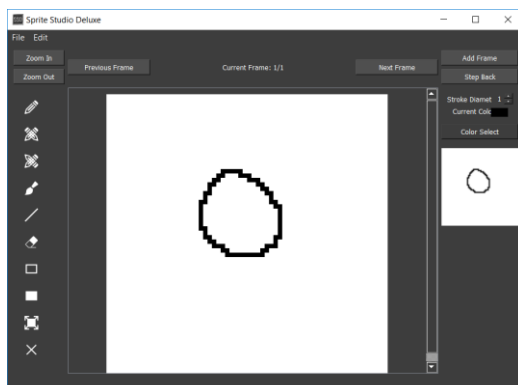 Sprite Studio Deluxe
File Edit
Zoom In
Zoom Out
Previous Frame
Current Frame: 1/1
Next Frame
Add Frame
Step Back
Stroke Diamet 1
Current Colo
Color Select